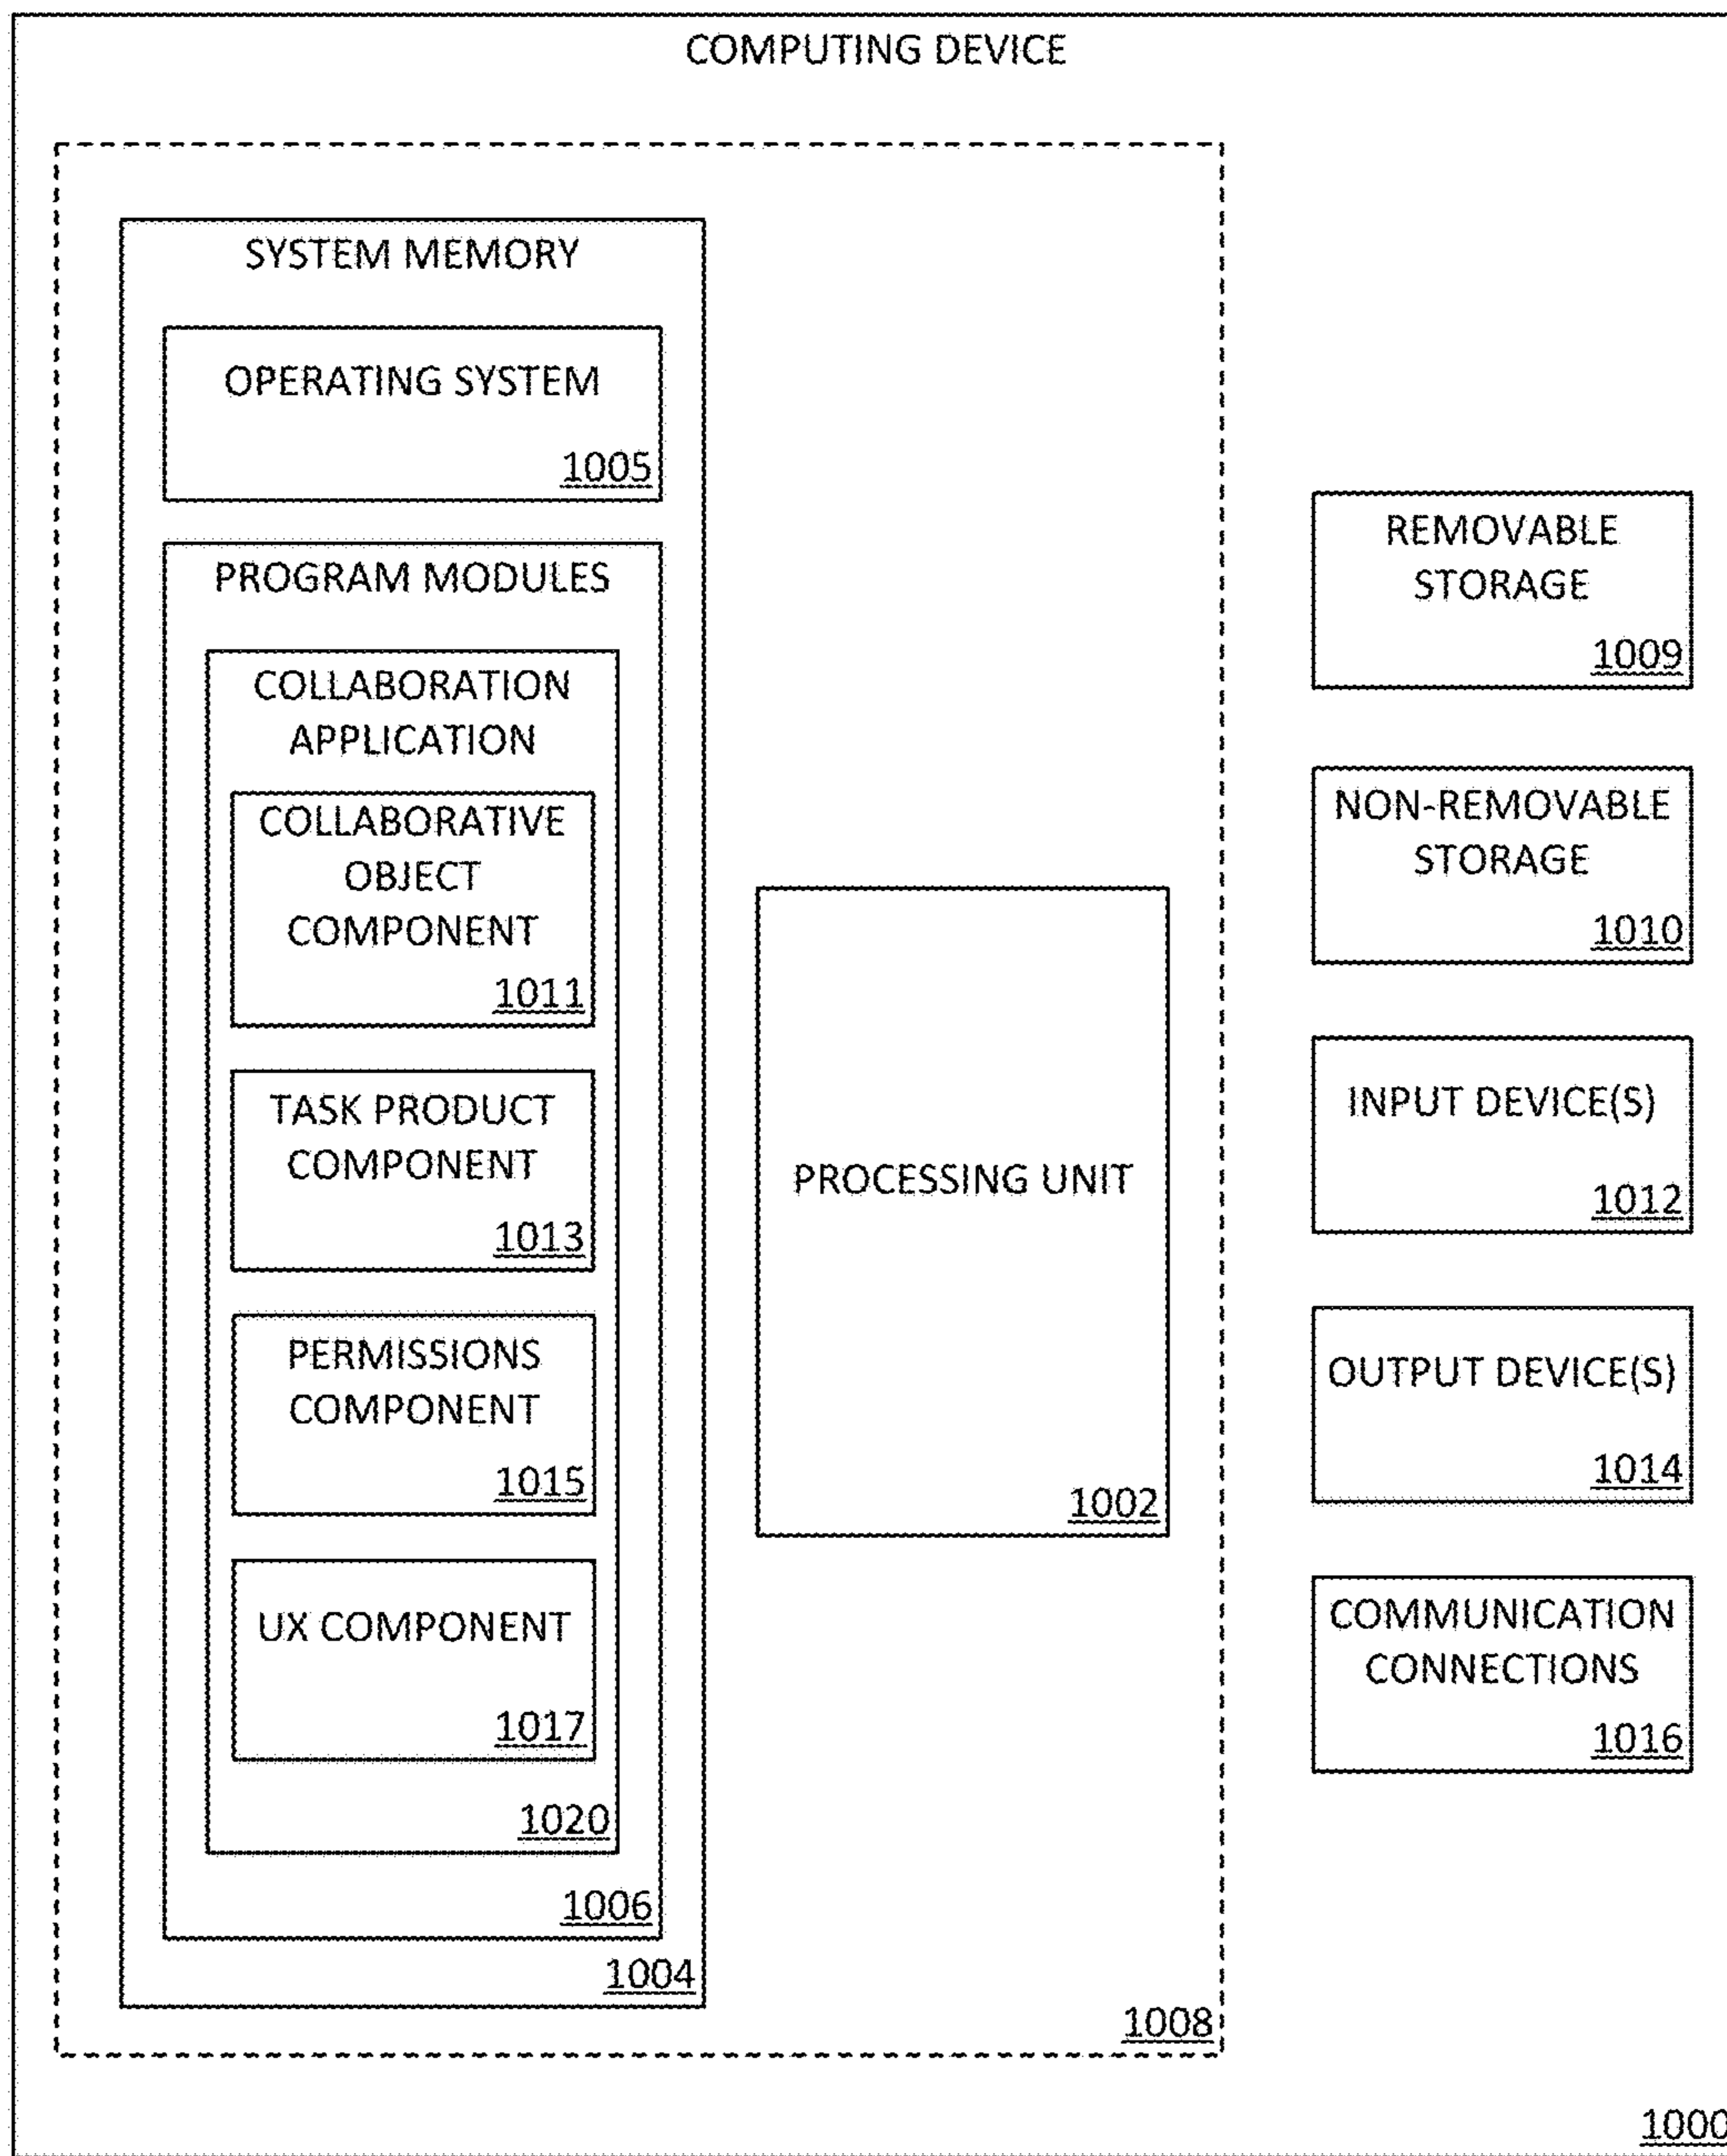 COMPUTING DEVICE
SYSTEM MEMORY
OPERATING SYSTEM
1005
PROGRAM MODULES
COLLABORATION
APPLICATION
COLLABORATIVE
OBJECT
COMPONENT
1011
TASK PRODUCT
COMPONENT
1013
PERMISSIONS
COMPONENT
1015
UX COMPONENT
1017
1020
1006
1004
PROCESSING UNIT
1002
1008
REMOVABLE
STORAGE
1009
NON-REMOVABLE
STORAGE
1010
INPUT DEVICE(S)
1012
OUTPUT DEVICE(S)
1014
COMMUNICATION
CONNECTIONS
1016
1000